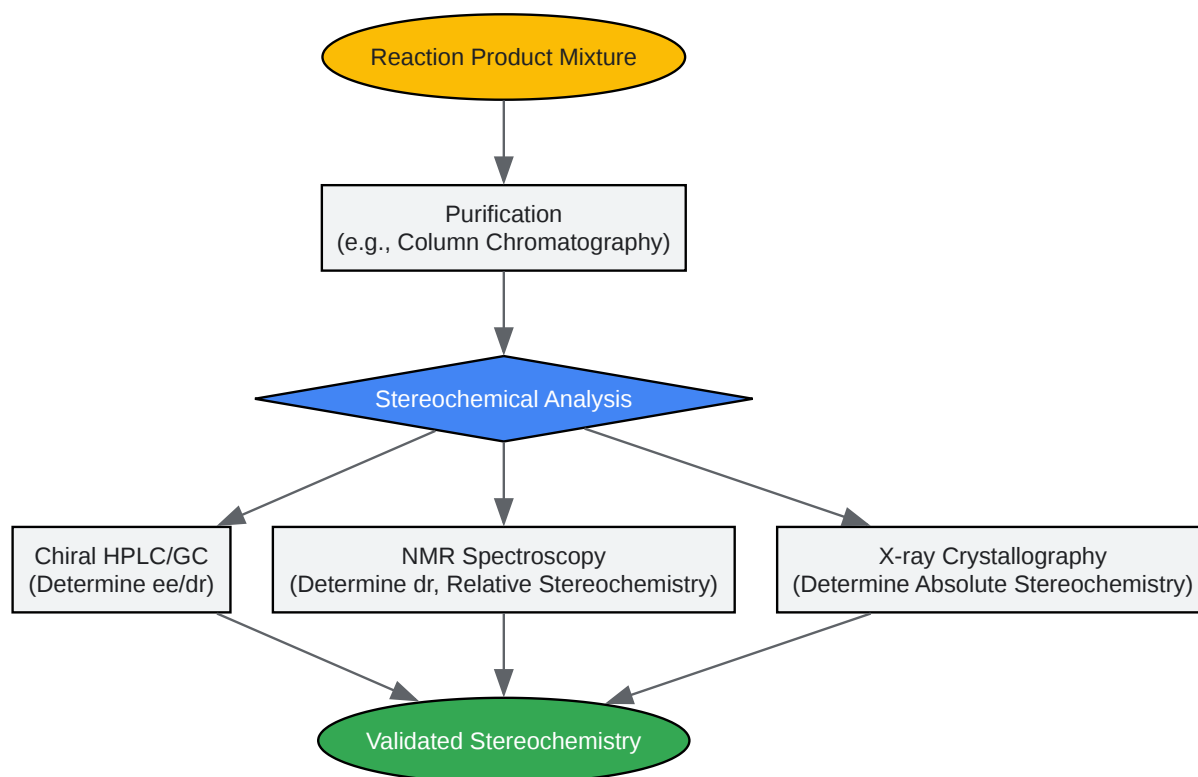 Reaction Product Mixture
Purification
(e.g., Column Chromatography)
Stereochemical Analysis
Chiral HPLC/GC
(Determine ee/dr)
NMR Spectroscopy
(Determine dr, Relative Stereochemistry)
X-ray Crystallography
(Determine Absolute Stereochemistry)
Validated Stereochemistry